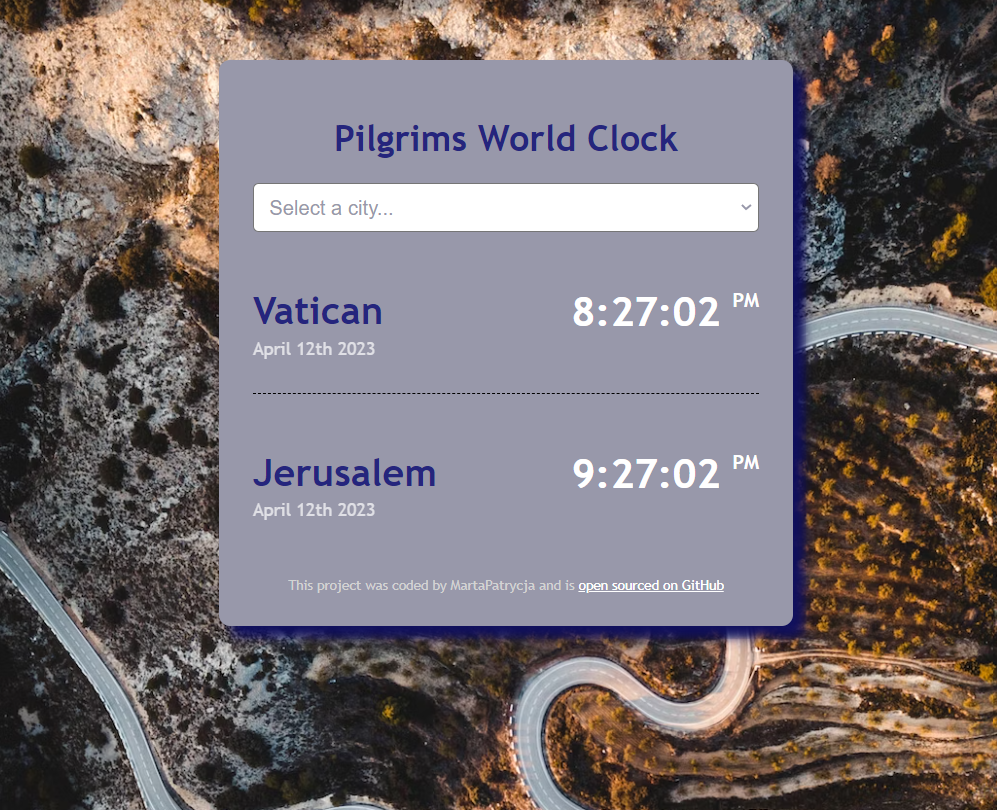 Pilgrims World Clock
Select a city...
Vatican
8:27:02 PM
April 12th 2023
Jerusalem
9:27:02 PM
April 12th 2023
This project was coded by MartaPatrycja and is open sourced on GitHub